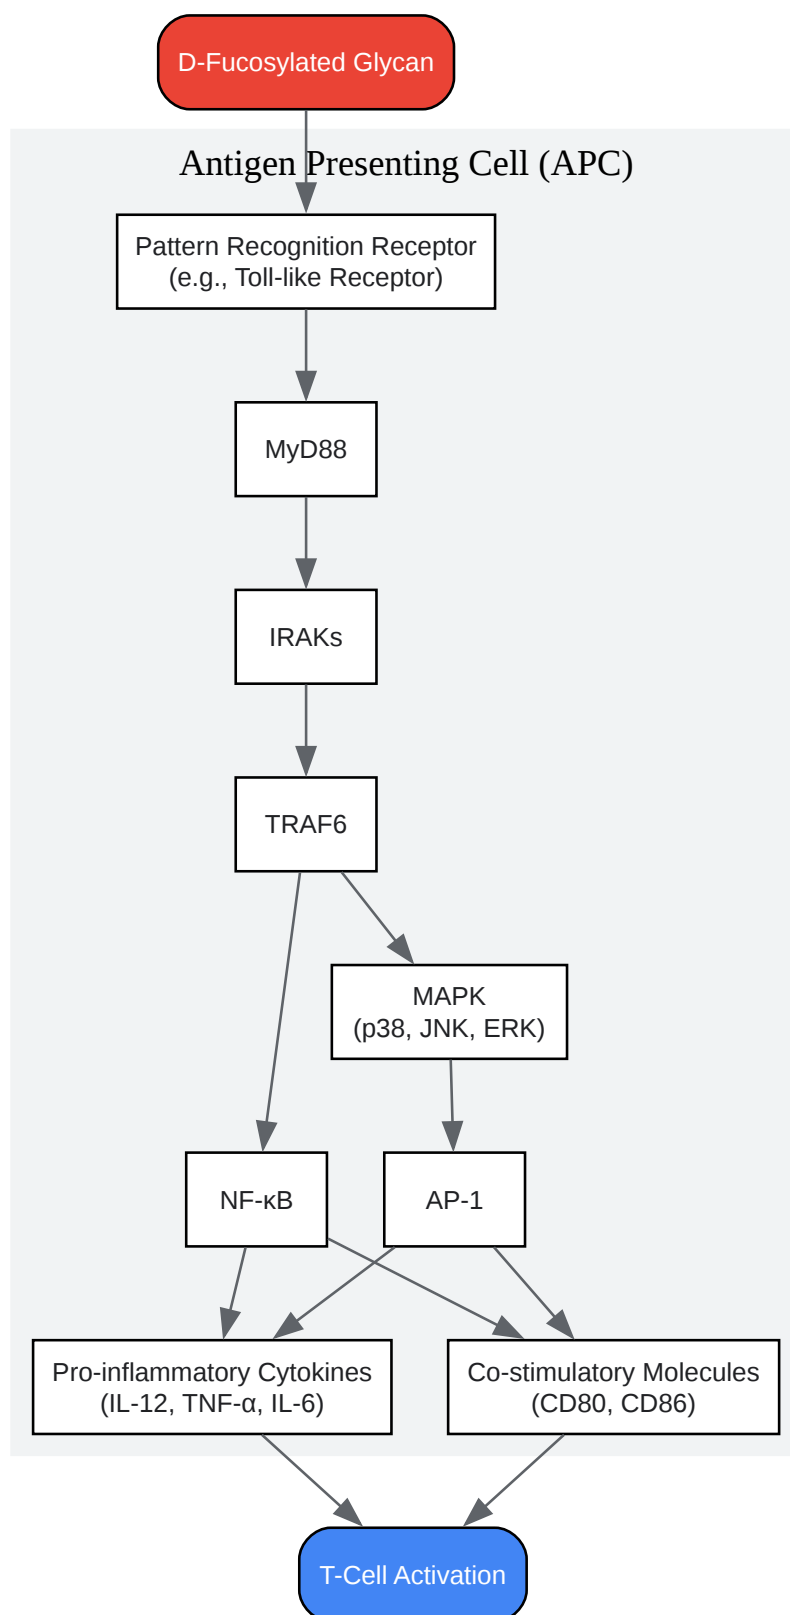 D-Fucosylated Glycan
Antigen Presenting Cell (APC)
Pattern Recognition Receptor
(e.g., Toll-like Receptor)
MyD88
IRAKs
TRAF6
MAPK
(p38, JNK, ERK)
NF-κB
AP-1
Pro-inflammatory Cytokines
(IL-12, TNF-α, IL-6)
Co-stimulatory Molecules
(CD80, CD86)
T-Cell Activation